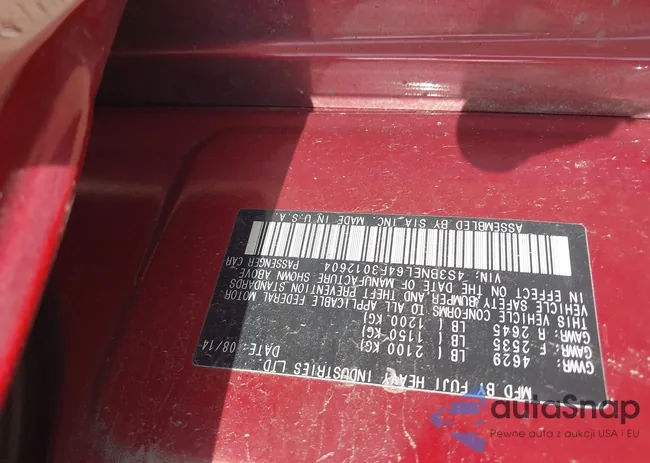 MFD BY FUJI HEAVY INDUSTRIES LTD.
GVWR: 4629 LB ( 2100 KG) DATE: 08/14
GAWR: F 2535 LB ( 1150 KG)
GAWR: R 2645 LB ( 1200 KG)
THIS VEHICLE CONFORMS TO ALL APPLICABLE FEDERAL MOTOR
VEHICLE SAFETY, BUMPER, AND THEFT PREVENTION STANDARDS
IN EFFECT ON THE DATE OF MANUFACTURE SHOWN ABOVE
VIN: 4S3BNEL64F3012604 PASSENGER CAR
ASSEMBLED BY SIA, INC. MADE IN U.S.A.
autaSnap
Pewne auta z aukcji USA i EU